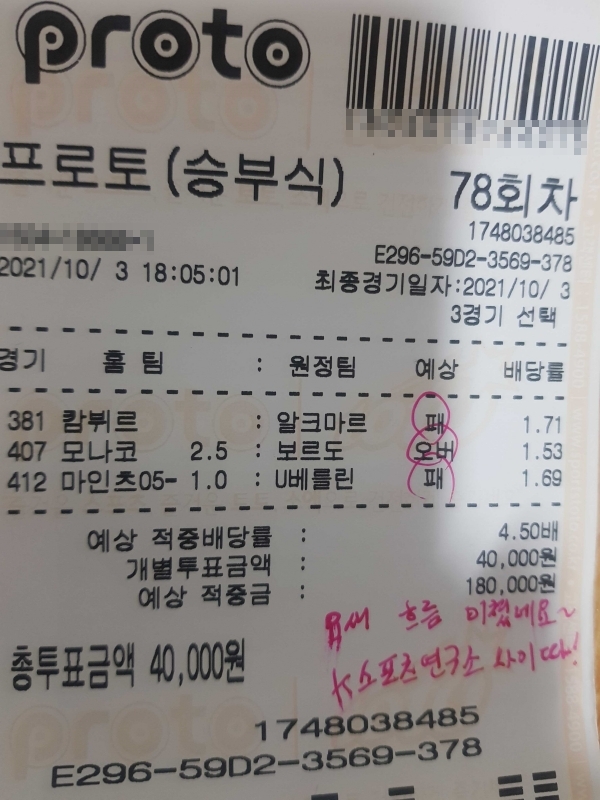 proto
프로토(승부식)
78회차
1748038485
E296-59D2-3569-378
2021/10/ 3 18:05:01
최종경기일자:2021/10/ 3
3경기 선택
경기 홈 팀 : 원정팀 예상 배당률
381 캄뷔르 : 알크마르 패 1.71
407 모나코 2.5 : 보르도 오버 1.53
412 마인츠05- 1.0 : U베를린 패 1.69
예상 적중배당률 : 4.50배
개별투표금액 : 40,000원
예상 적중금 : 180,000원
요새 흐름 미쳤네요~
K스포츠연구소 사이다!
총투표금액 40,000원
1748038485
E296-59D2-3569-378